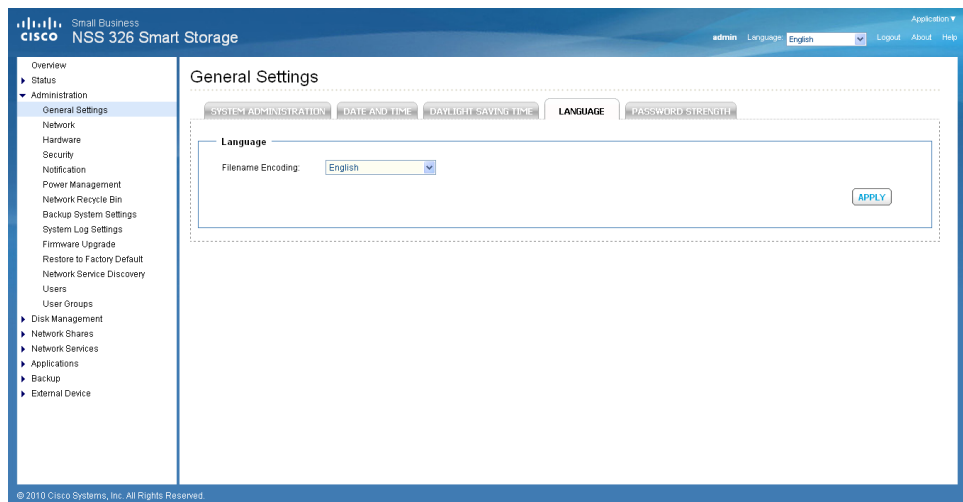 Small Business
CISCO NSS 326 Smart Storage
Application
admin Language: English Logout About Help
Overview
Status
Administration
General Settings
Network
Hardware
Security
Notification
Power Management
Network Recycle Bin
Backup System Settings
System Log Settings
Firmware Upgrade
Restore to Factory Default
Network Service Discovery
Users
User Groups
Disk Management
Network Shares
Network Services
Applications
Backup
External Device
General Settings
SYSTEM ADMINISTRATION DATE AND TIME DAYLIGHT SAVING TIME LANGUAGE PASSWORD STRENGTH
Language
Filename Encoding: English
APPLY
© 2010 Cisco Systems, Inc. All Rights Reserved.